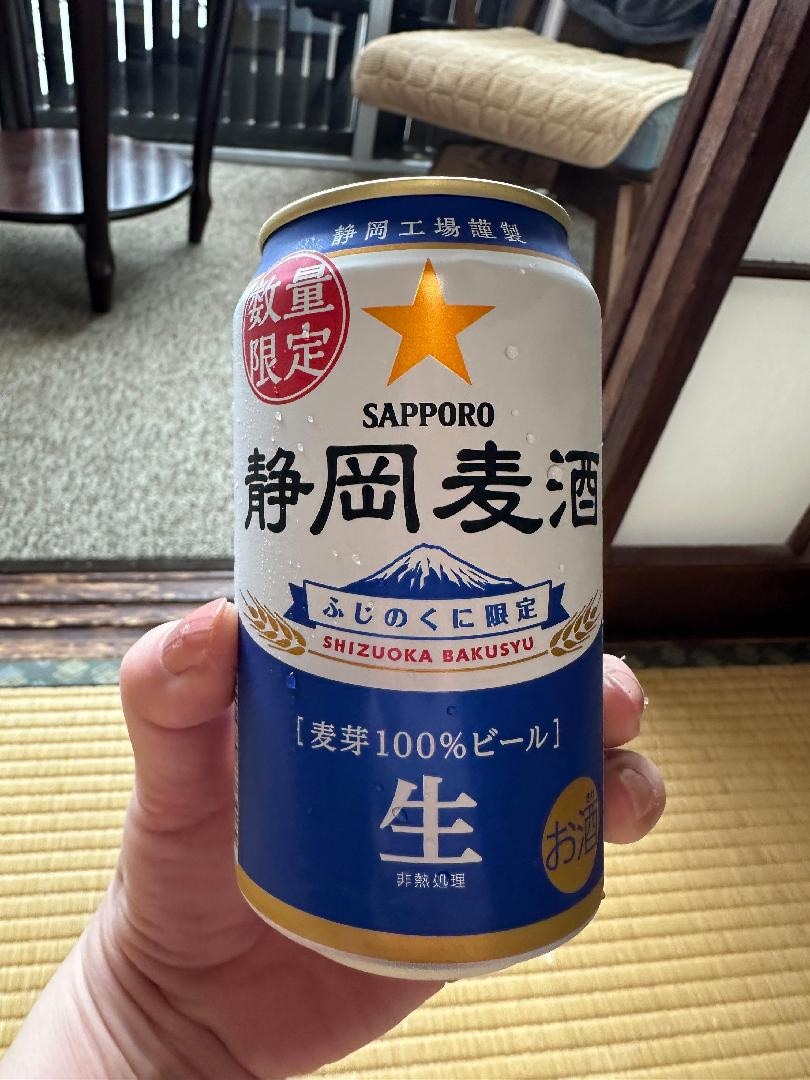 静岡工場謹製
数量
限定
SAPPORO
静岡麦酒
ふじのくに限定
SHIZUOKA BAKUSYU
[麦芽100%ビール]
生
非熱処理
お酒